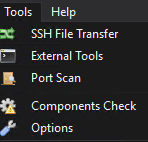 Tools Help
SSH File Transfer
External Tools
Port Scan
Components Check
Options